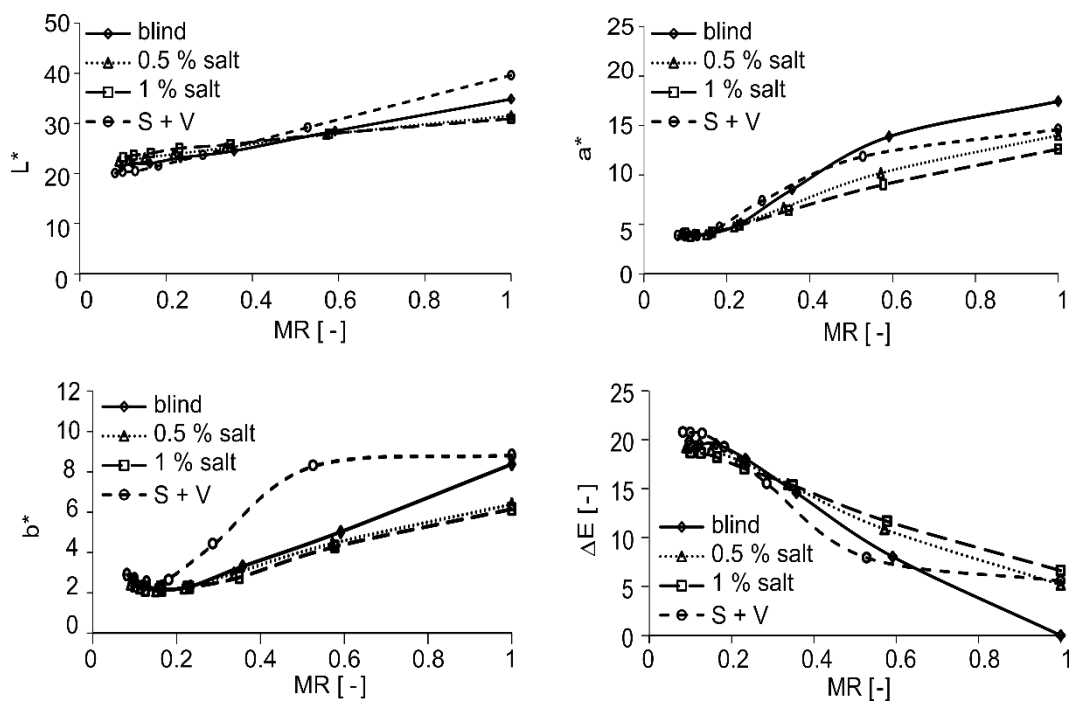 50
40
30
20
10
0
L*
blind
0.5 % salt
1 % salt
S + V
0
0.2
0.4
0.6
0.8
1
MR [ - ]
25
20
15
10
5
0
a*
blind
0.5 % salt
1 % salt
S + V
0
0.2
0.4
0.6
0.8
1
MR [ - ]
12
10
8
6
4
2
0
b*
blind
0.5 % salt
1 % salt
S + V
0
0.2
0.4
0.6
0.8
1
MR [ - ]
25
20
15
10
5
0
ΔE [-]
blind
0.5 % salt
1 % salt
S + V
0
0.2
0.4
0.6
0.8
1
MR [ - ]